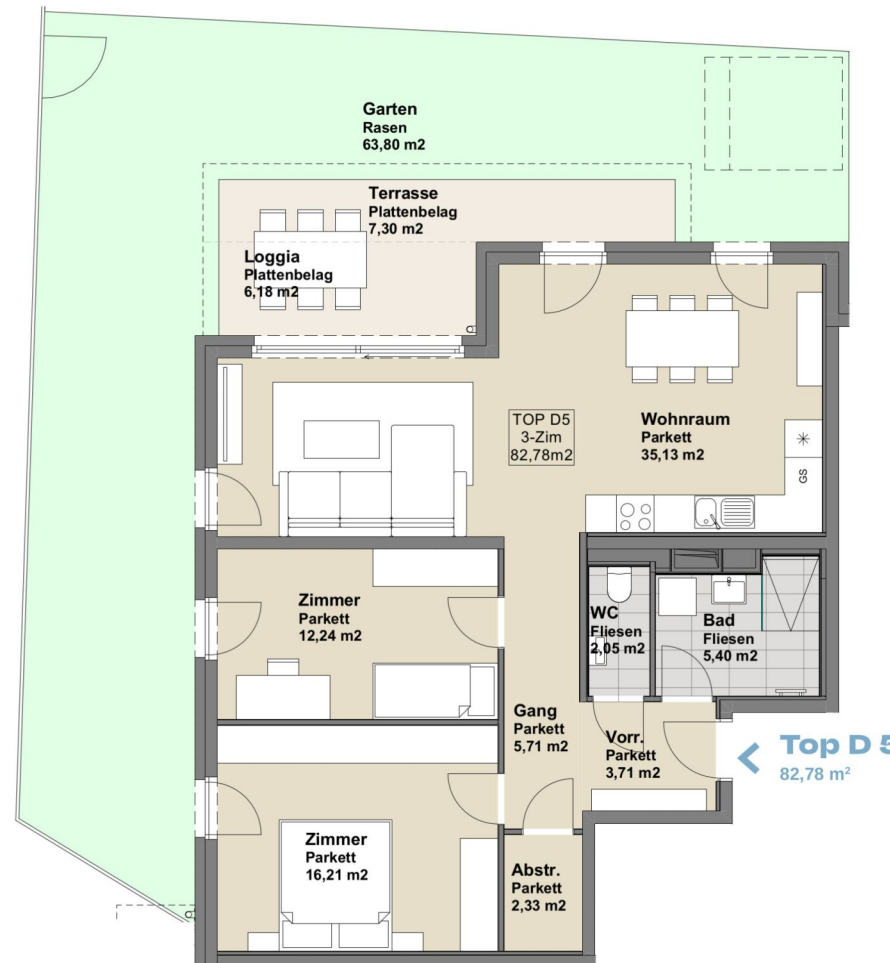 Garten
Rasen
63,80 m2
Terrasse
Plattenbelag
7,30 m2
Loggia
Plattenbelag
6,18 m2
TOP D5
3-Zim
82,78m2
Wohnraum
Parkett
35,13 m2
GS
Zimmer
Parkett
12,24 m2
WC
Fliesen
2,05 m2
Bad
Fliesen
5,40 m2
Gang
Parkett
5,71 m2
Vorr.
Parkett
3,71 m2
Top D 5
82,78 m²
Zimmer
Parkett
16,21 m2
Abstr.
Parkett
2,33 m2